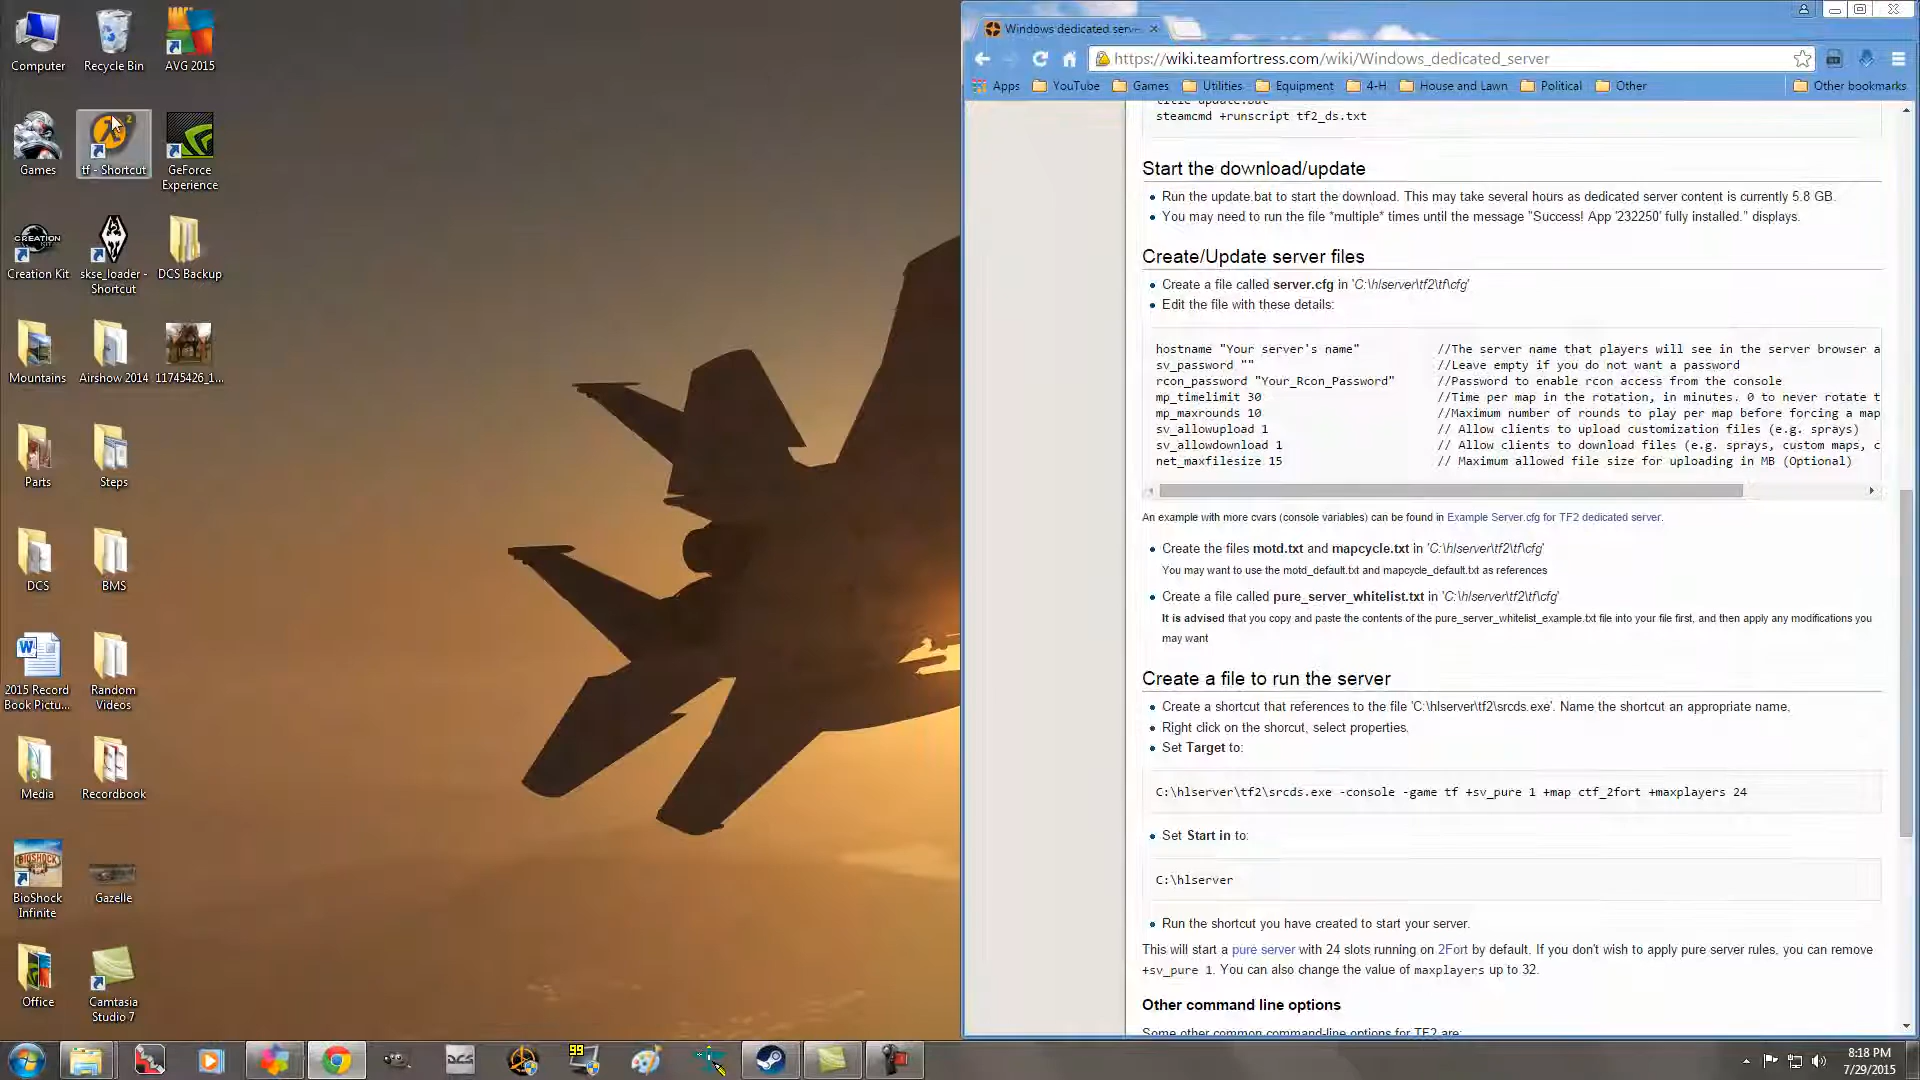 Computer
Recycle Bin
AVG 2015
Games
tf - Shortcut
GeForce
Experience
Creation Kit
skse_loader -
Shortcut
DCS Backup
Mountains
Airshow 2014
11745426_1...
Parts
Steps
DCS
BMS
2015 Record
Book Pictu...
Random
Videos
Media
Recordbook
BioShock
Infinite
Gazelle
Office
Camtasia
Studio 7
Windows dedicated serve
https://wiki.teamfortress.com/wiki/Windows_dedicated_server
Apps YouTube Games Utilities Equipment 4-H House and Lawn Political Other Other bookmarks
title update.bat
steamcmd +runscript tf2_ds.txt
Start the download/update
Run the update.bat to start the download. This may take several hours as dedicated server content is currently 5.8 GB.
You may need to run the file *multiple* times until the message "Success! App '232250' fully installed." displays.
Create/Update server files
Create a file called server.cfg in 'C:\hlserver\tf2\tf\cfg'
Edit the file with these details:
hostname "Your server's name" //The server name that players will see in the server browser a
sv_password "" //Leave empty if you do not want a password
rcon_password "Your_Rcon_Password" //Password to enable rcon access from the console
mp_timelimit 30 //Time per map in the rotation, in minutes. 0 to never rotate t
mp_maxrounds 10 //Maximum number of rounds to play per map before forcing a map
sv_allowupload 1 // Allow clients to upload customization files (e.g. sprays)
sv_allowdownload 1 // Allow clients to download files (e.g. sprays, custom maps, c
net_maxfilesize 15 // Maximum allowed file size for uploading in MB (Optional)
An example with more cvars (console variables) can be found in Example Server.cfg for TF2 dedicated server.
Create the files motd.txt and mapcycle.txt in 'C:\hlserver\tf2\tf\cfg'
You may want to use the motd_default.txt and mapcycle_default.txt as references
Create a file called pure_server_whitelist.txt in 'C:\hlserver\tf2\tf\cfg'
It is advised that you copy and paste the contents of the pure_server_whitelist_example.txt file into your file first, and then apply any modifications you
may want
Create a file to run the server
Create a shortcut that references to the file 'C:\hlserver\tf2\srcds.exe'. Name the shortcut an appropriate name.
Right click on the shorcut, select properties.
Set Target to:
C:\hlserver\tf2\srcds.exe -console -game tf +sv_pure 1 +map ctf_2fort +maxplayers 24
Set Start in to:
C:\hlserver
Run the shortcut you have created to start your server.
This will start a pure server with 24 slots running on 2Fort by default. If you don't wish to apply pure server rules, you can remove
+sv_pure 1. You can also change the value of maxplayers up to 32.
Other command line options
Some other common command-line options for TF2 are:
DCS
99
8:18 PM
7/29/2015